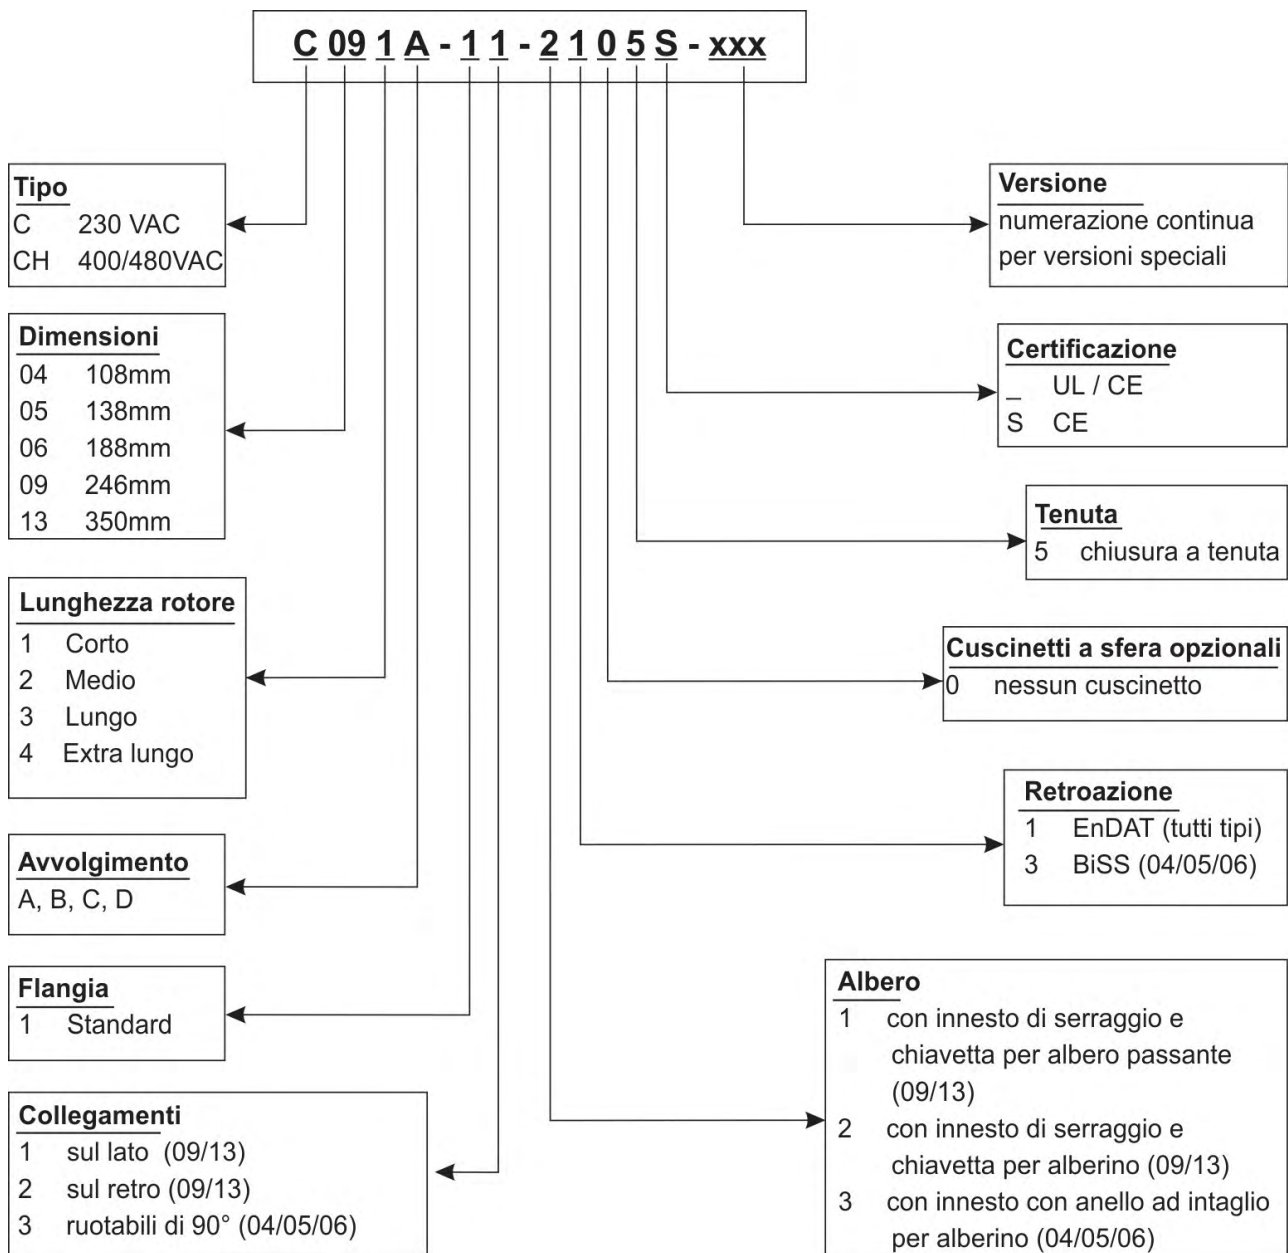 C 09 1 A - 1 1 - 2 1 0 5 S - xxx
Tipo
C 230 VAC
CH 400/480VAC
Dimensioni
04 108mm
05 138mm
06 188mm
09 246mm
13 350mm
Lunghezza rotore
1 Corto
2 Medio
3 Lungo
4 Extra lungo
Avvolgimento
A, B, C, D
Flangia
1 Standard
Collegamenti
1 sul lato (09/13)
2 sul retro (09/13)
3 ruotabili di 90° (04/05/06)
Versione
numerazione continua
per versioni speciali
Certificazione
_ UL / CE
S CE
Tenuta
5 chiusura a tenuta
Cuscinetti a sfera opzionali
0 nessun cuscinetto
Retroazione
1 EnDAT (tutti tipi)
3 BiSS (04/05/06)
Albero
1 con innesto di serraggio e
chiavetta per albero passante
(09/13)
2 con innesto di serraggio e
chiavetta per alberino (09/13)
3 con innesto con anello ad intaglio
per alberino (04/05/06)